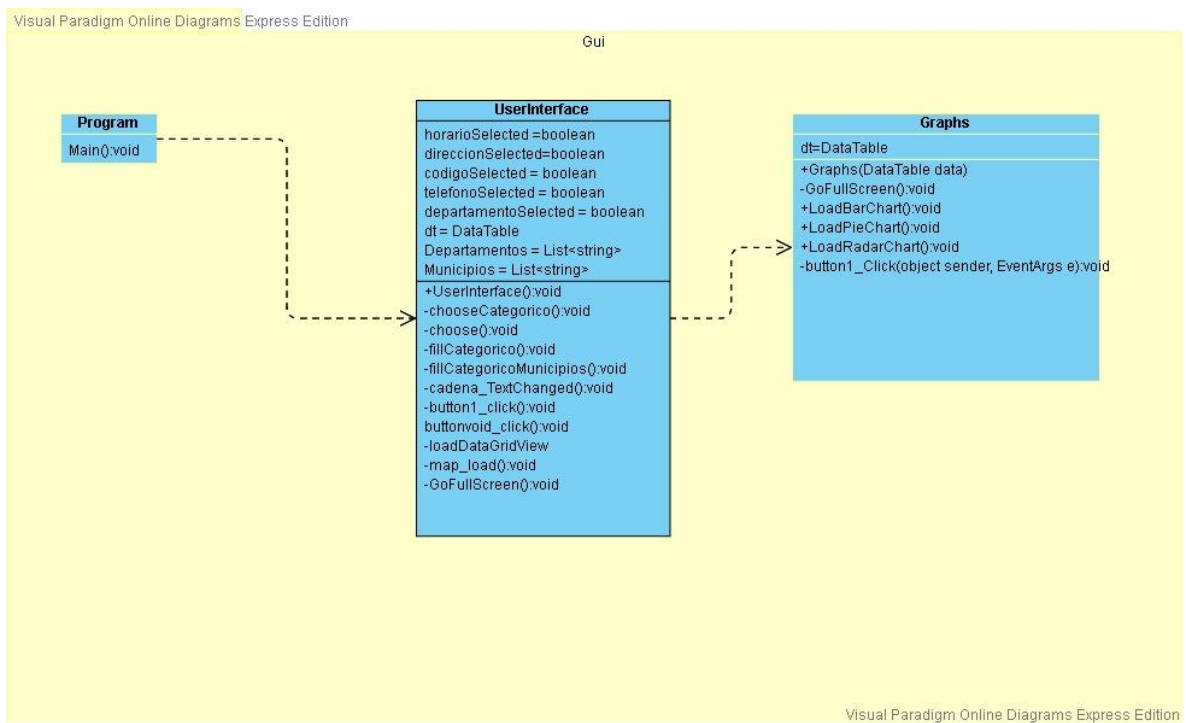 Visual Paradigm Online Diagrams Express Edition
Gui
Program
Main():void
UserInterface
horarioSelected =boolean
direccionSelected=boolean
codigoSelected = boolean
telefonoSelected = boolean
departamentoSelected = boolean
dt = DataTable
Departamentos = List<string>
Municipios = List<string>
+UserInterface():void
-chooseCategorico():void
-choose():void
-fillCategorico():void
-fillCategoricoMunicipios():void
-cadena_TextChanged():void
-button1_click():void
buttonvoid_click():void
-loadDataGridView
-map_load():void
-GoFullScreen():void
Graphs
dt=DataTable
+Graphs(DataTable data)
-GoFullScreen():void
+LoadBarChart():void
+LoadPieChart():void
+LoadRadarChart():void
-button1_Click(object sender, EventArgs e):void
Visual Paradigm Online Diagrams Express Edition